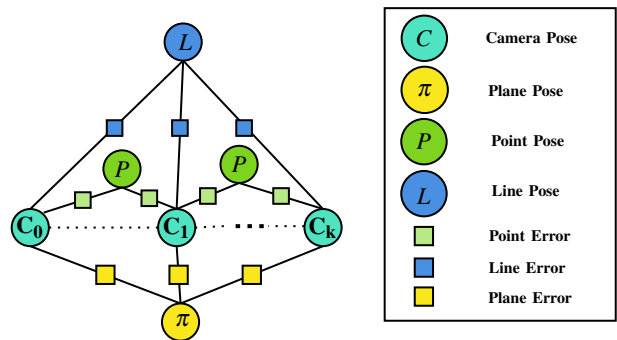 L
P
P
C0
C1
Ck
π
C Camera Pose
π Plane Pose
P Point Pose
L Line Pose
Point Error
Line Error
Plane Error